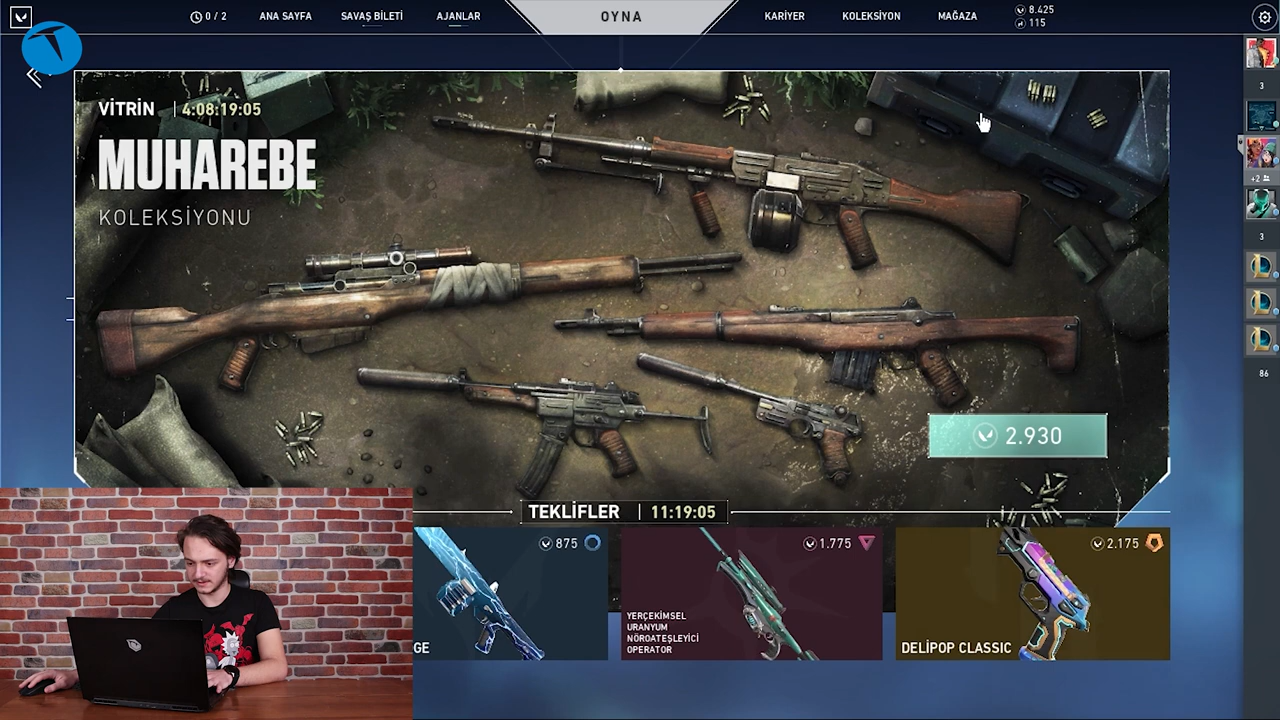 0 / 2
ANA SAYFA
SAVAŞ BİLETİ
AJANLAR
OYNA
KARİYER
KOLEKSİYON
MAĞAZA
8.425
115
VİTRİN | 4:08:19:05
MUHAREBE
KOLEKSİYONU
3
+2
3
86
2.930
TEKLİFLER | 11:19:05
875
GE
1.775
YERÇEKİMSEL
URANYUM
NÖROATEŞLEYİCİ
OPERATOR
2.175
DELİPOP CLASSIC